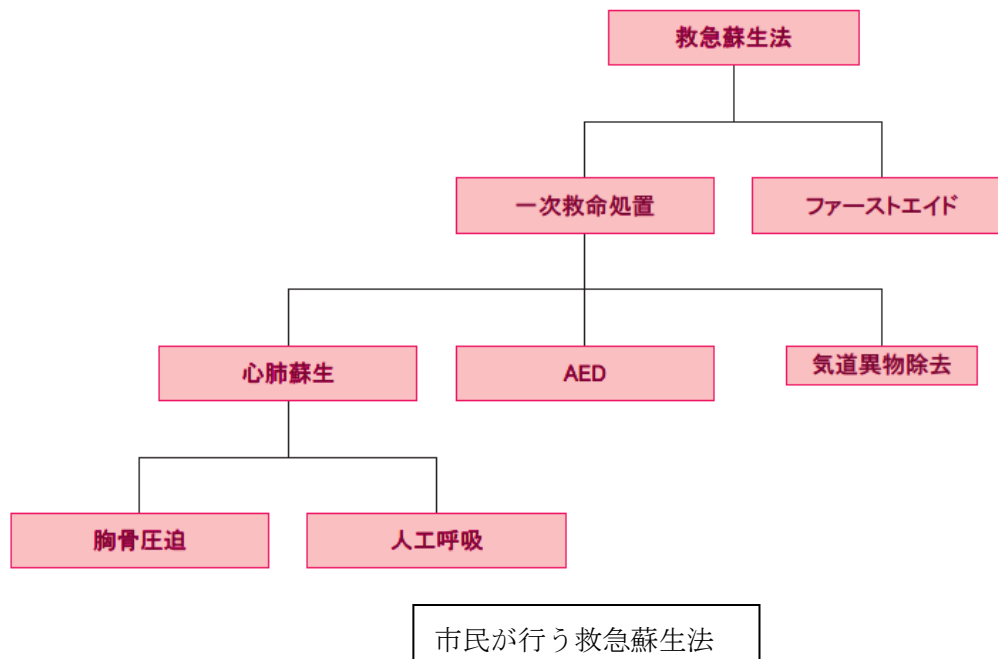 救急蘇生法
一次救命処置
ファーストエイド
心肺蘇生
AED
気道異物除去
胸骨圧迫
人工呼吸
市民が行う救急蘇生法